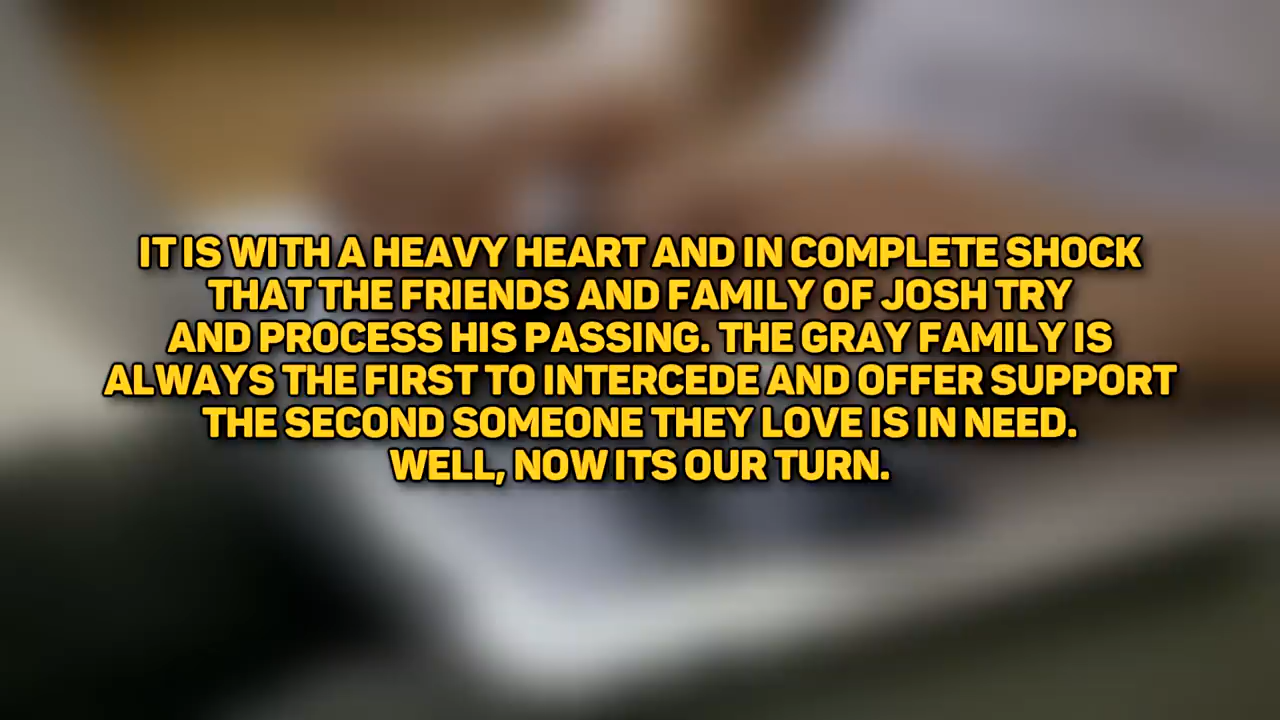 IT IS WITH A HEAVY HEART AND IN COMPLETE SHOCK
THAT THE FRIENDS AND FAMILY OF JOSH TRY
AND PROCESS HIS PASSING. THE GRAY FAMILY IS
ALWAYS THE FIRST TO INTERCEDE AND OFFER SUPPORT
THE SECOND SOMEONE THEY LOVE IS IN NEED.
WELL, NOW ITS OUR TURN.